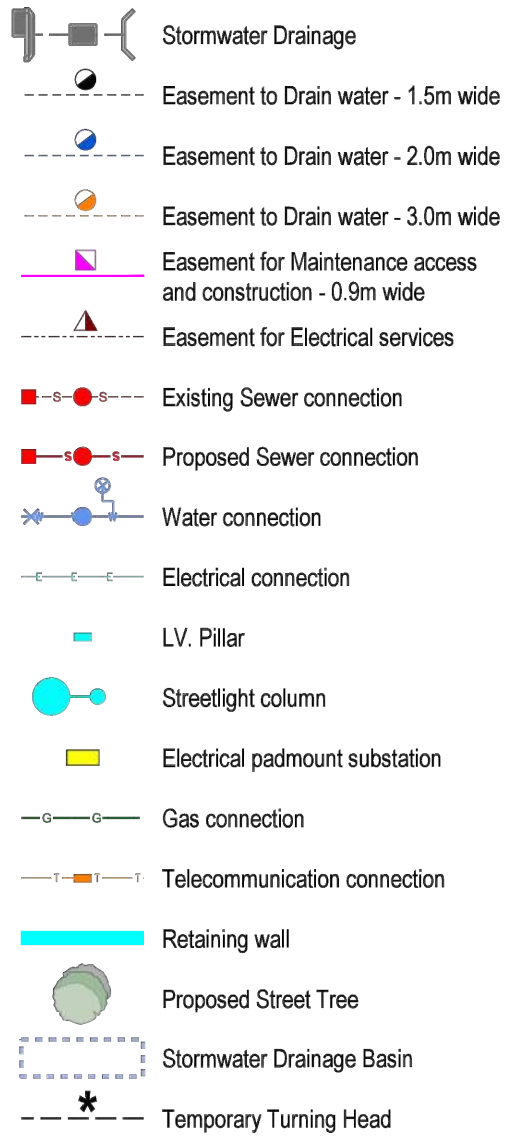 Stormwater Drainage
Easement to Drain water - 1.5m wide
Easement to Drain water - 2.0m wide
Easement to Drain water - 3.0m wide
Easement for Maintenance access
and construction - 0.9m wide
Easement for Electrical services
S S Existing Sewer connection
S S Proposed Sewer connection
W W Water connection
E E E Electrical connection
LV. Pillar
Streetlight column
Electrical padmount substation
G G Gas connection
T T T Telecommunication connection
Retaining wall
Proposed Street Tree
Stormwater Drainage Basin
* Temporary Turning Head